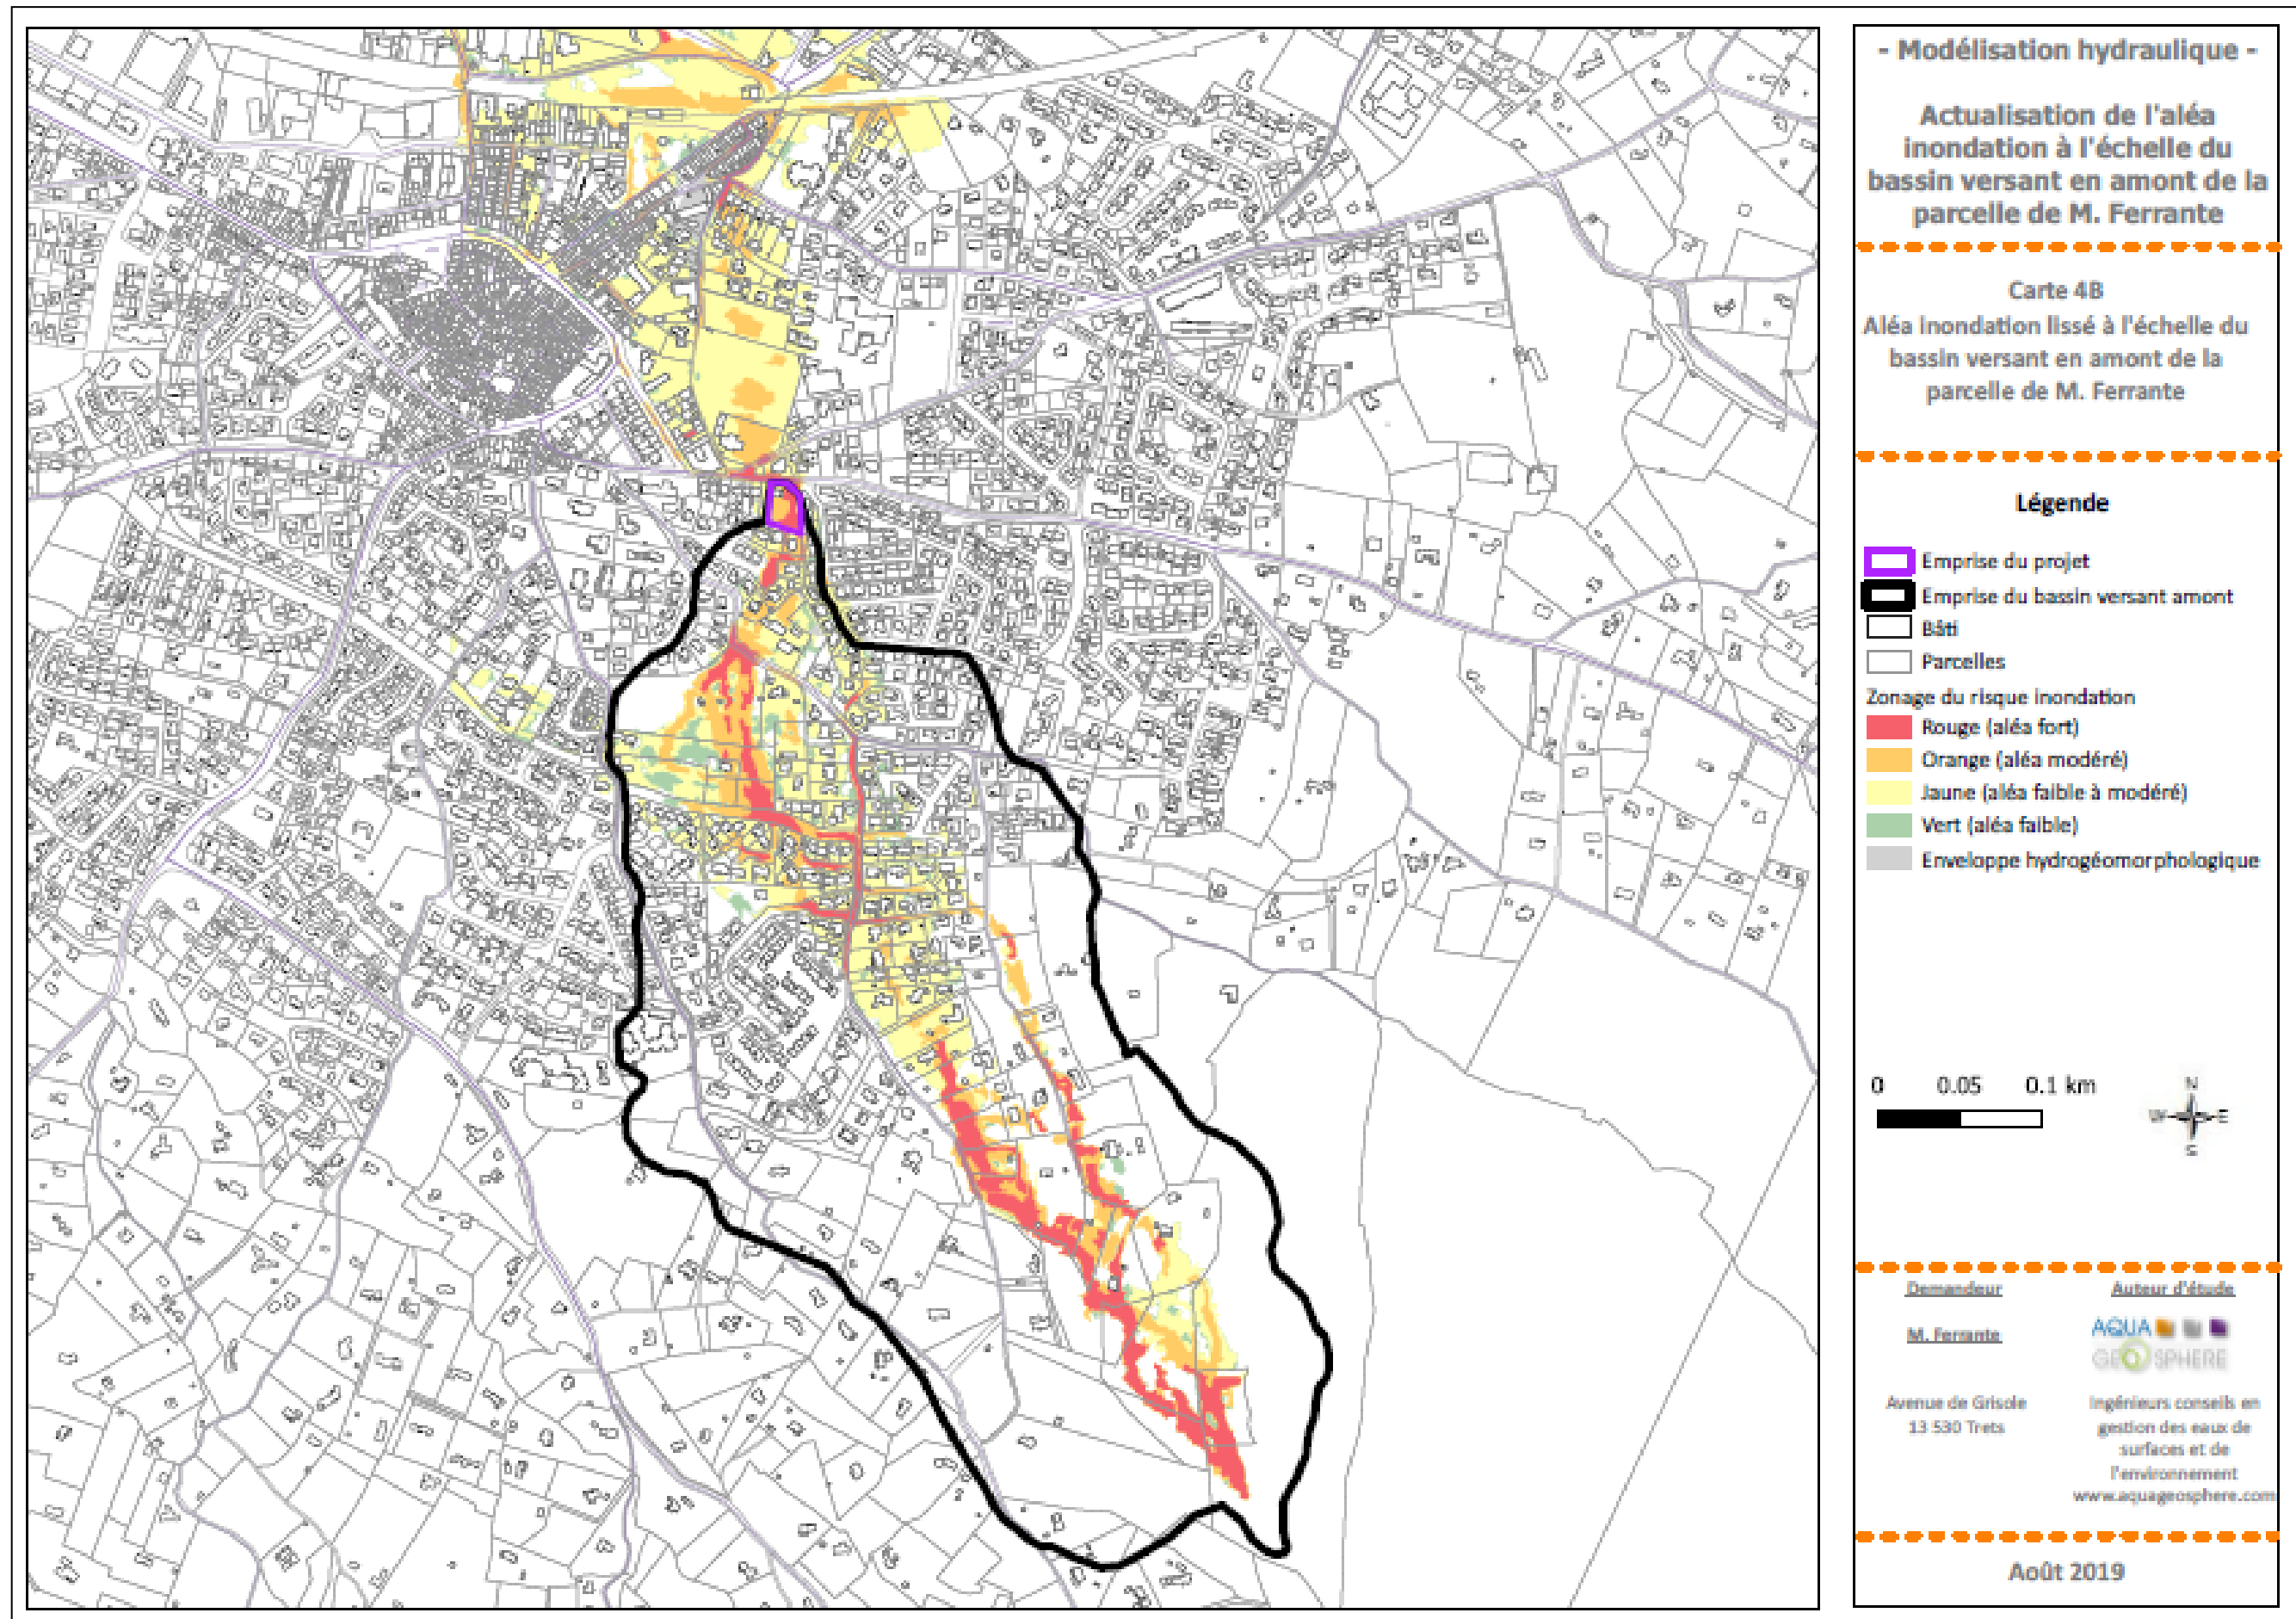 - Modélisation hydraulique -
Actualisation de l'aléa
inondation à l'échelle du
bassin versant en amont de la
parcelle de M. Ferrante
Carte 4B
Aléa inondation lissé à l'échelle du
bassin versant en amont de la
parcelle de M. Ferrante
Légende
Emprise du projet
Emprise du bassin versant amont
Bâti
Parcelles
Zonage du risque inondation
Rouge (aléa fort)
Orange (aléa modéré)
Jaune (aléa faible à modéré)
Vert (aléa faible)
Enveloppe hydrogéomorphologique
0 0.05 0.1 km
N
W E
S
Demandeur
M. Ferrante
Avenue de Grisole
13 530 Trets
Auteur d'étude
AQUA
GEOSPHERE
Ingénieurs conseils en
gestion des eaux de
surfaces et de
l'environnement
www.aquageosphere.com
Août 2019